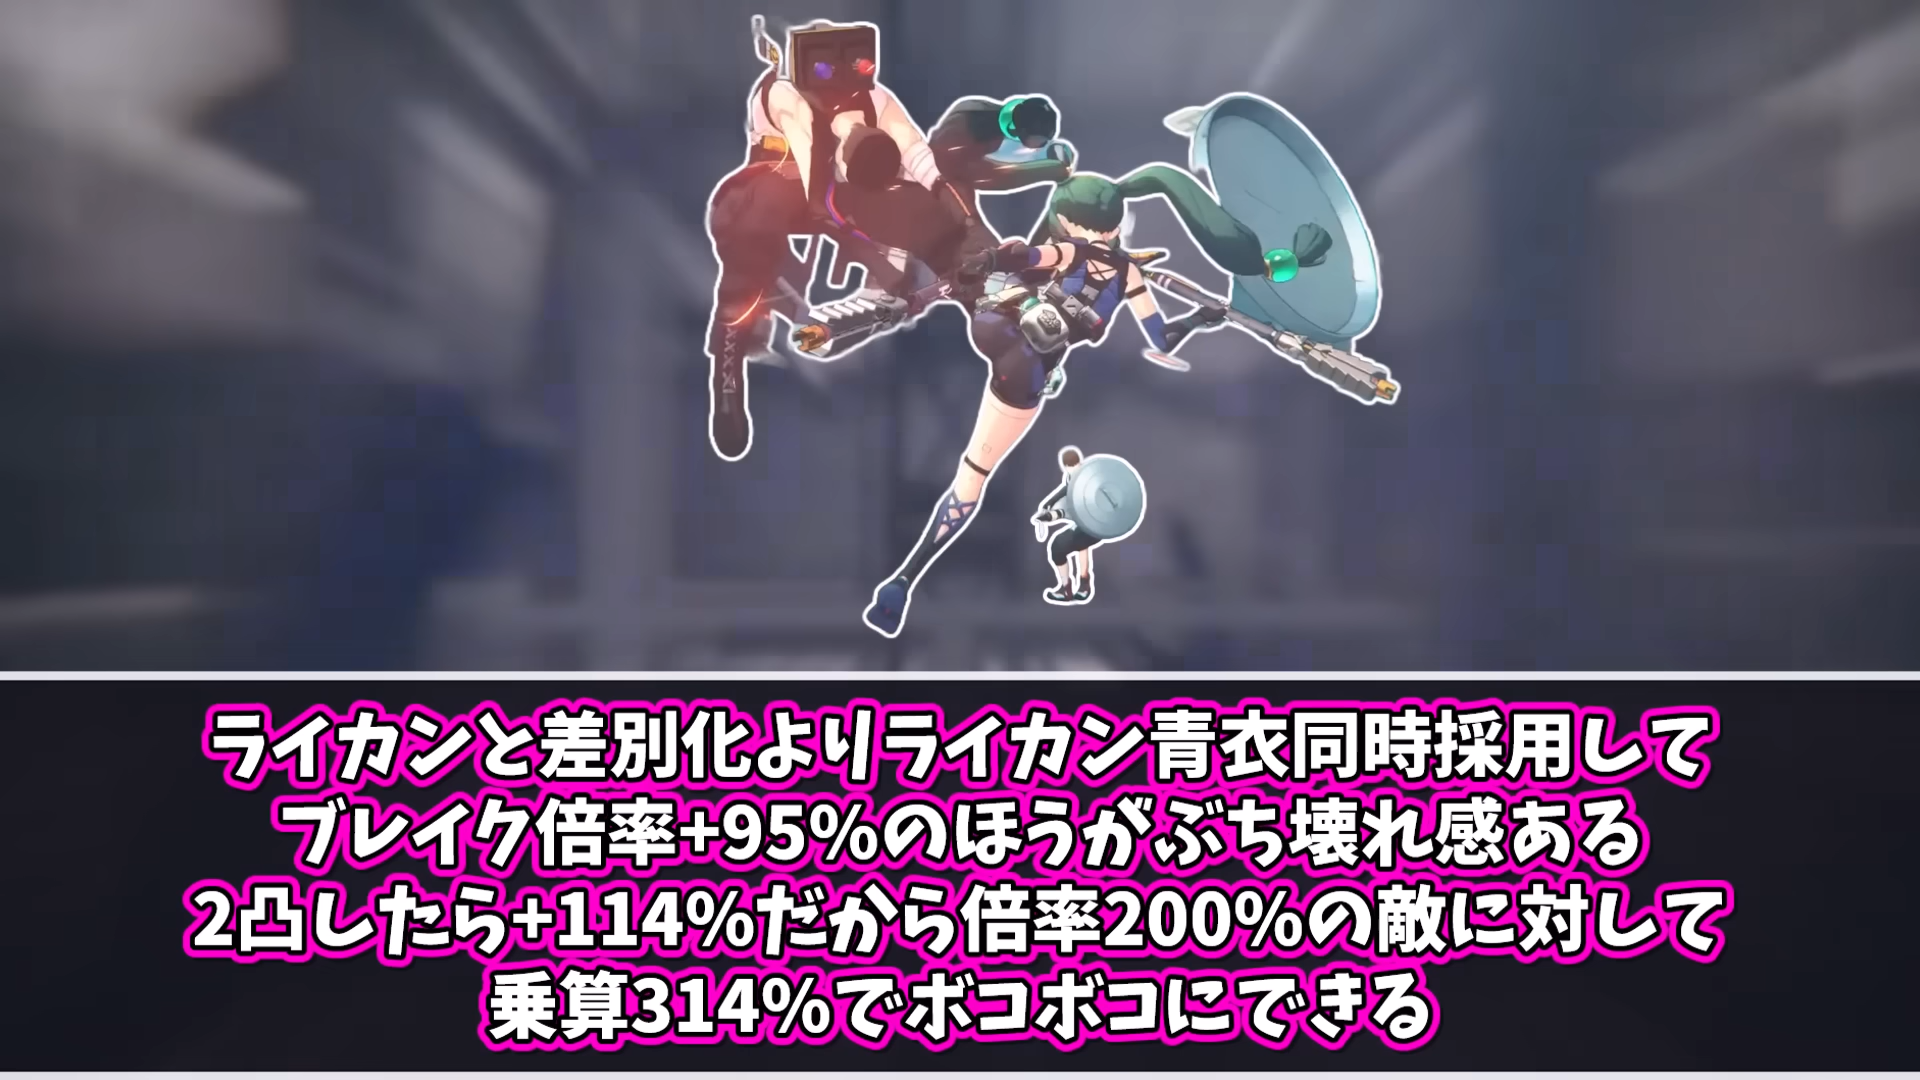 ライカンと差別化よりライカン青衣同時採用して
ブレイク倍率+95%のほうがぶち壊れ感ある
2凸したら+114%だから倍率200%の敵に対して
乗算314%でボコボコにできる